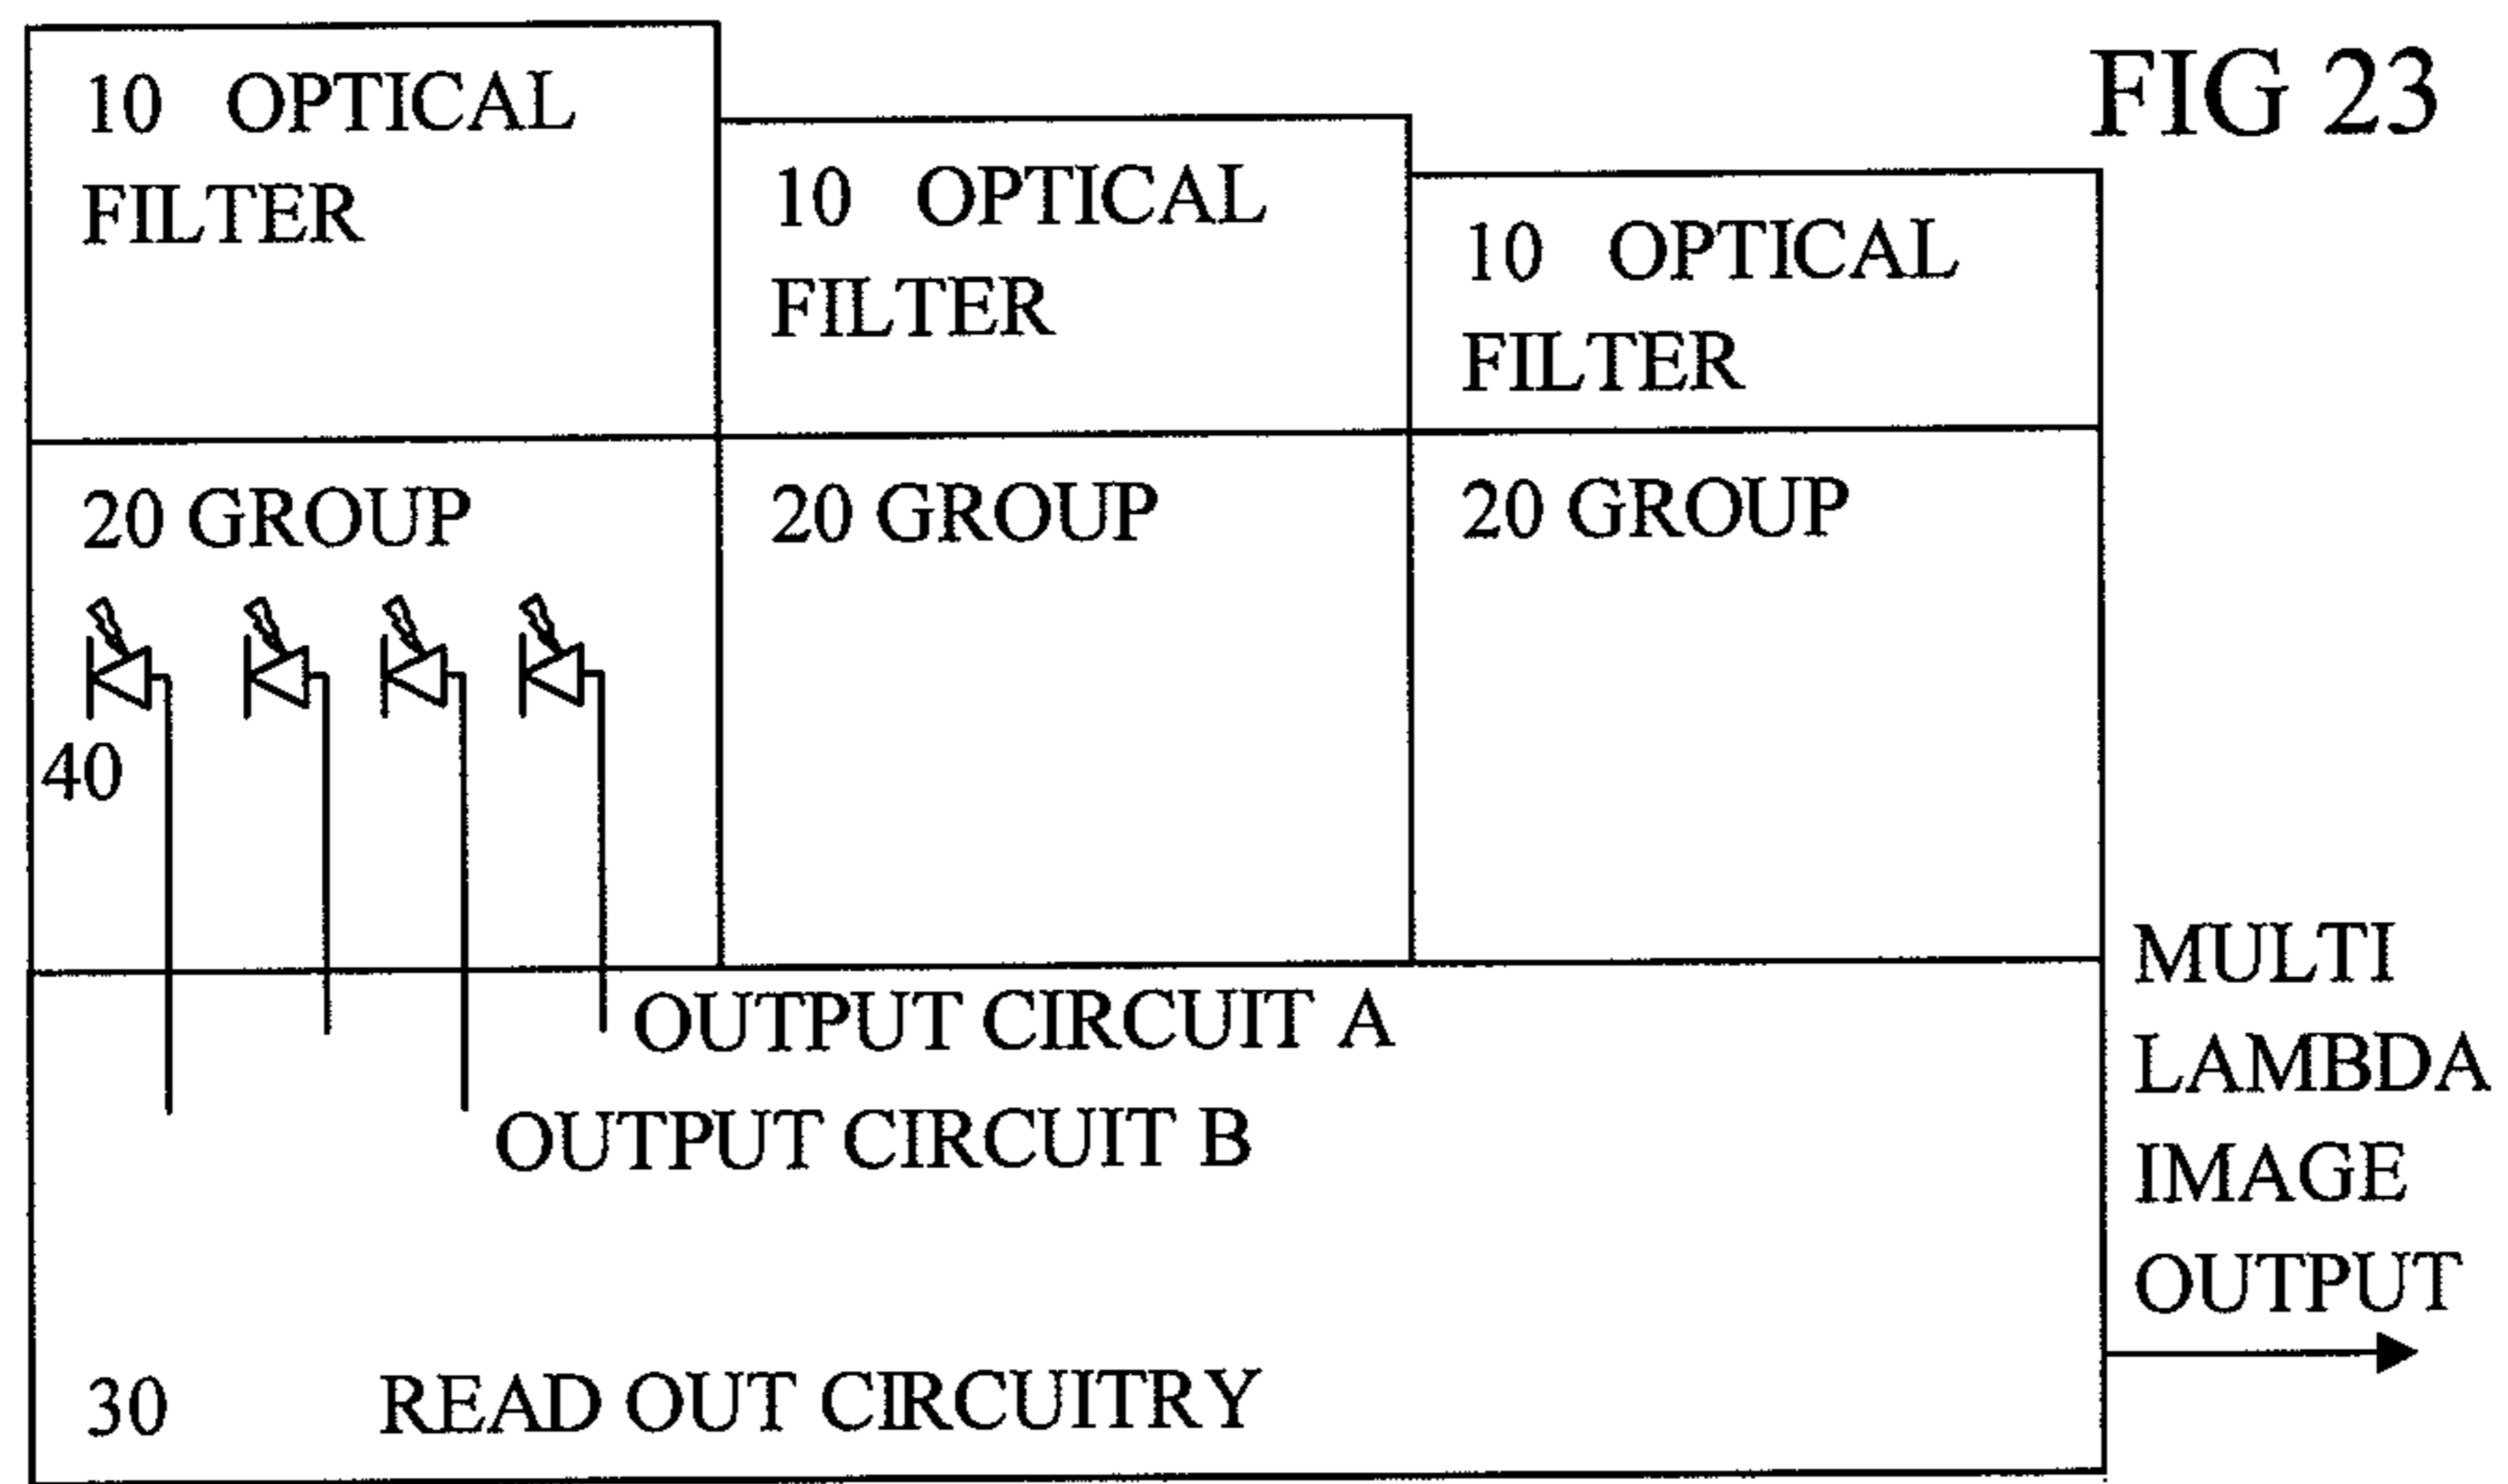 FIG 23
10 OPTICAL
FILTER
10 OPTICAL
FILTER
10 OPTICAL
FILTER
20 GROUP
20 GROUP
20 GROUP
40
OUTPUT CIRCUIT A
OUTPUT CIRCUIT B
30 READ OUT CIRCUITRY
MULTI
LAMBDA
IMAGE
OUTPUT